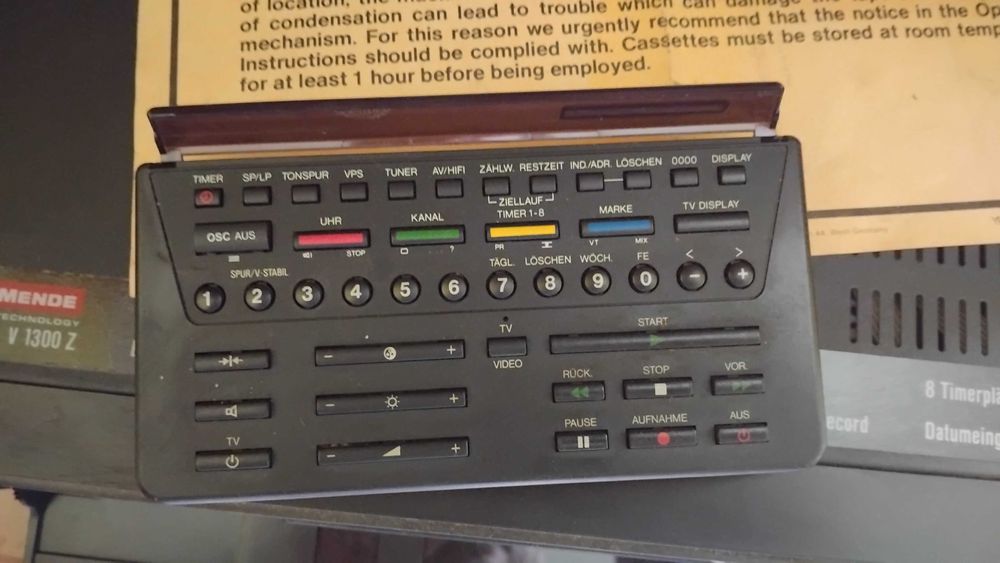 of condensation can lead to trouble which can damage the
mechanism. For this reason we urgently recommend that the notice in the Op
Instructions should be complied with. Cassettes must be stored at room temp
for at least 1 hour before being employed.
TIMER SP/LP TONSPUR VPS TUNER AV/HIFI ZÄHLW. RESTZEIT IND./ADR. LÖSCHEN 0000 DISPLAY
ZIELLAUF
OSC AUS UHR KANAL TIMER 1-8 MARKE TV DISPLAY
STOP ? PR VT MIX
SPUR/V-STABIL TÄGL. LÖSCHEN WÖCH. FE < >
1 2 3 4 5 6 7 8 9 0 − +
MENDE
TECHNOLOGY
V 1300 Z
TV START
− +
VIDEO
RÜCK. STOP VOR.
− +
PAUSE AUFNAHME AUS
TV
− +
8 Timerplä
ecord Datumeing